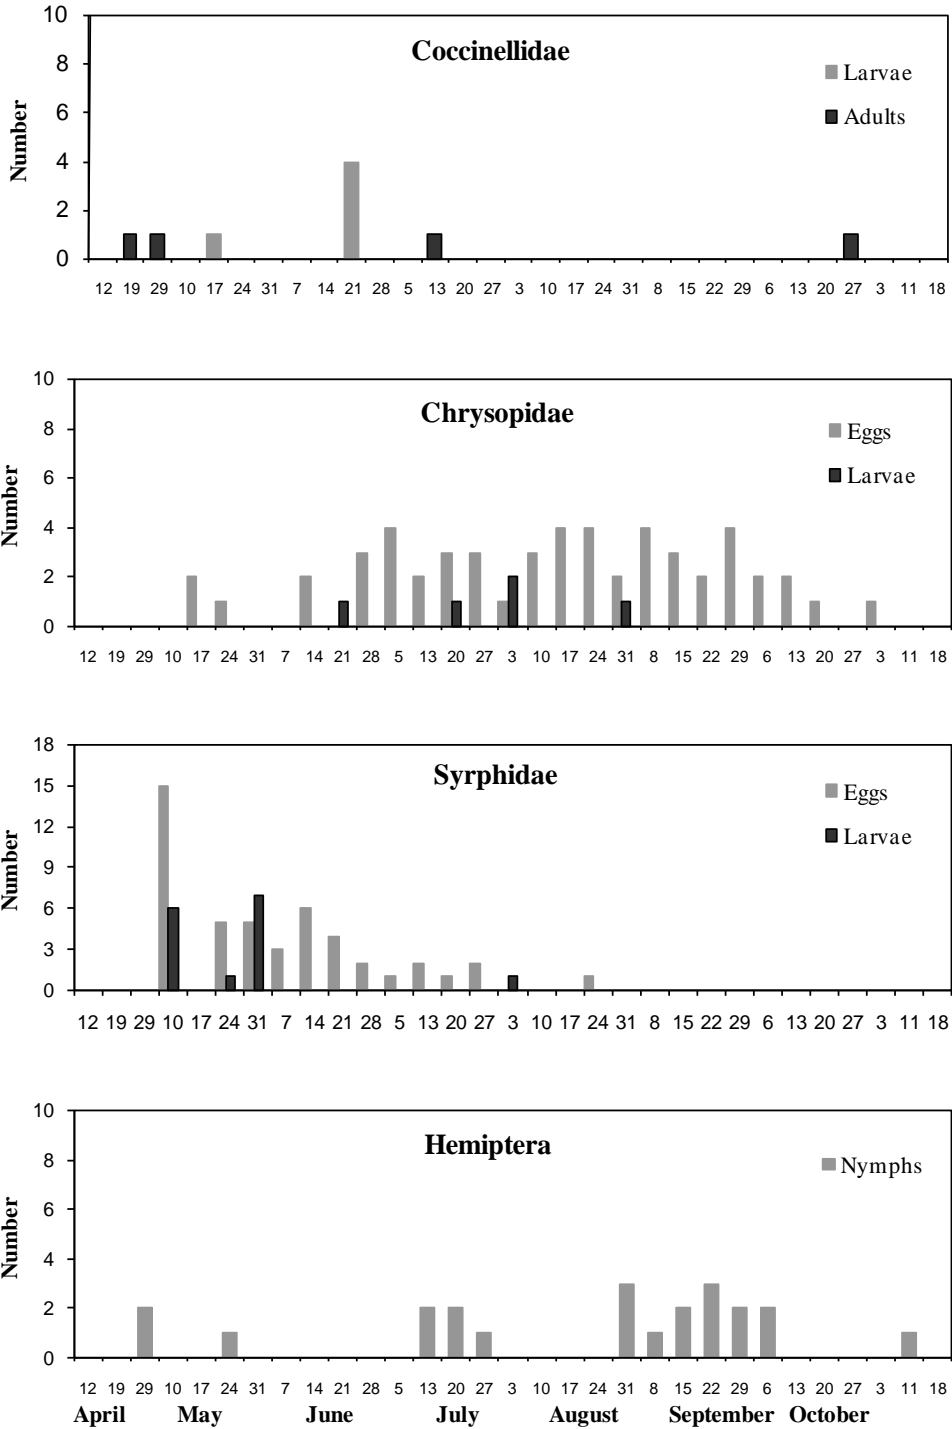 10
Coccinellidae
8
Larvae
6
Adults
Number
4
2
0
12 19 29 10 17 24 31 7 14 21 28 5 13 20 27 3 10 17 24 31 8 15 22 29 6 13 20 27 3 11 18
10
Chrysopidae
8
Eggs
6
Larvae
Number
4
2
0
12 19 29 10 17 24 31 7 14 21 28 5 13 20 27 3 10 17 24 31 8 15 22 29 6 13 20 27 3 11 18
18
Syrphidae
15
Eggs
12
Larvae
Number
9
6
3
0
12 19 29 10 17 24 31 7 14 21 28 5 13 20 27 3 10 17 24 31 8 15 22 29 6 13 20 27 3 11 18
10
Hemiptera
8
Nymphs
6
Number
4
2
0
12 19 29 10 17 24 31 7 14 21 28 5 13 20 27 3 10 17 24 31 8 15 22 29 6 13 20 27 3 11 18
April May June July August September October